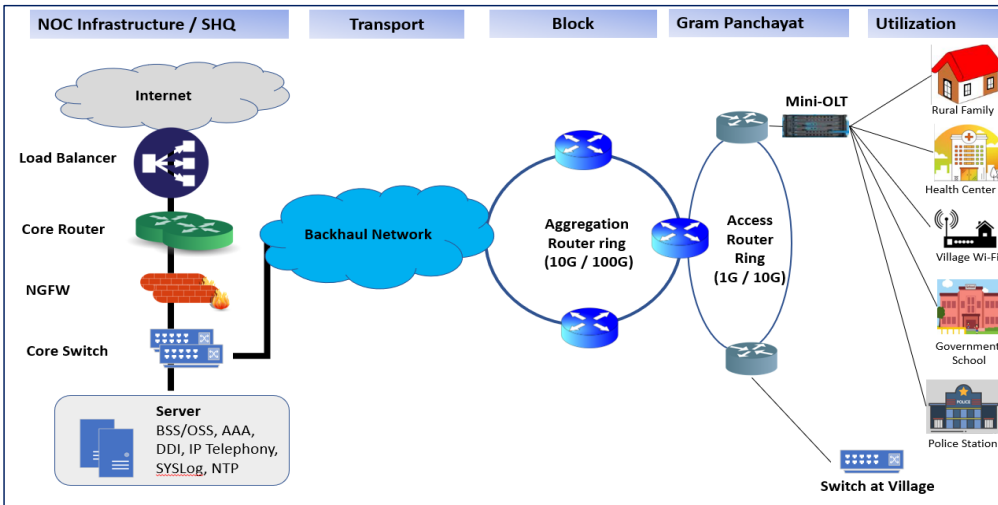 NOC Infrastructure / SHQ
Transport
Block
Gram Panchayat
Utilization
Internet
Load Balancer
Core Router
NGFW
Core Switch
Server
BSS/OSS, AAA,
DDI, IP Telephony,
SYSLog, NTP
Backhaul Network
Aggregation
Router ring
(10G / 100G)
Access
Router
Ring
(1G / 10G)
Mini-OLT
Switch at Village
Rural Family
Health Center
Village Wi-Fi
Government
School
POLICE
Police Station